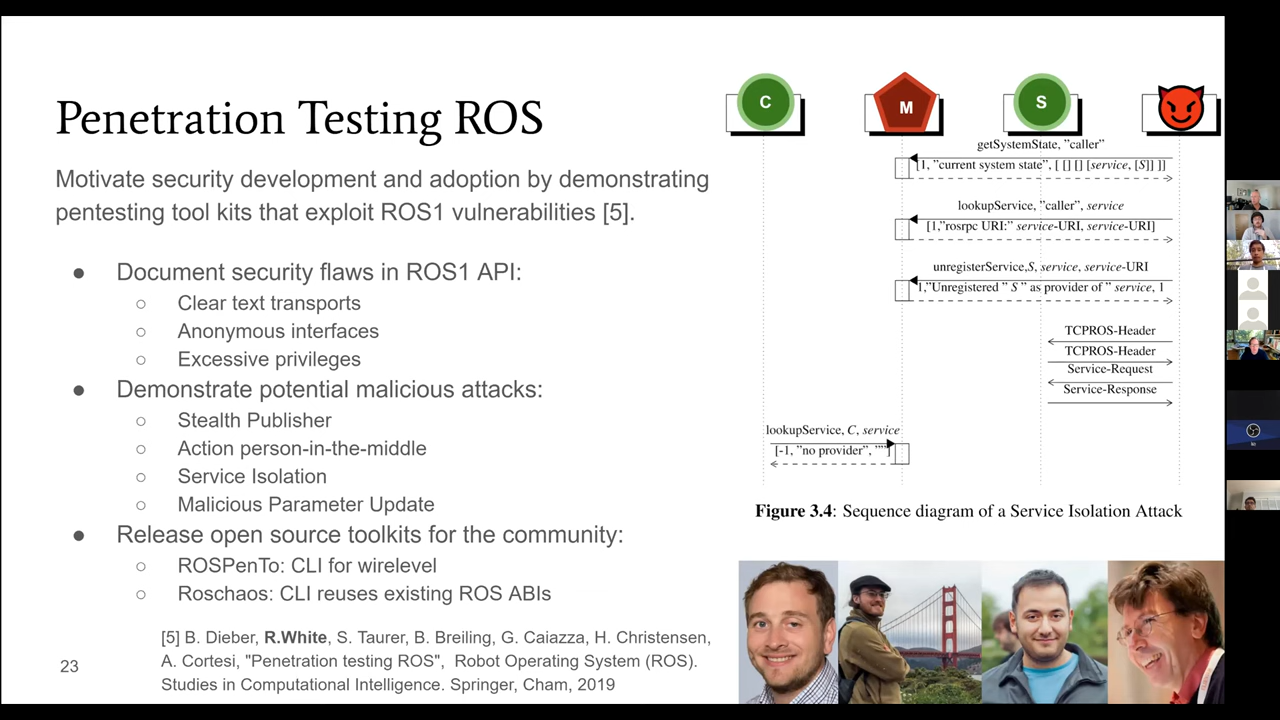 Penetration Testing ROS
Motivate security development and adoption by demonstrating
pentesting tool kits that exploit ROS1 vulnerabilities [5].
● Document security flaws in ROS1 API:
○ Clear text transports
○ Anonymous interfaces
○ Excessive privileges
● Demonstrate potential malicious attacks:
○ Stealth Publisher
○ Action person-in-the-middle
○ Service Isolation
○ Malicious Parameter Update
● Release open source toolkits for the community:
○ ROSPenTo: CLI for wirelevel
○ Roschaos: CLI reuses existing ROS ABIs
[5] B. Dieber, R.White, S. Taurer, B. Breiling, G. Caiazza, H. Christensen,
A. Cortesi, "Penetration testing ROS", Robot Operating System (ROS).
Studies in Computational Intelligence. Springer, Cham, 2019
23
C M S
getSystemState, ”caller”
[1, ”current system state”, [ [] [] [service, [S]] ]]
lookupService, ”caller”, service
[1,”rosrpc URI:” service-URI, service-URI]
unregisterService,S, service, service-URI
1,”Unregistered ” S ” as provider of ” service, 1
TCPROS-Header
TCPROS-Header
Service-Request
Service-Response
lookupService, C, service
[-1, ”no provider”, ””]
Figure 3.4: Sequence diagram of a Service Isolation Attack